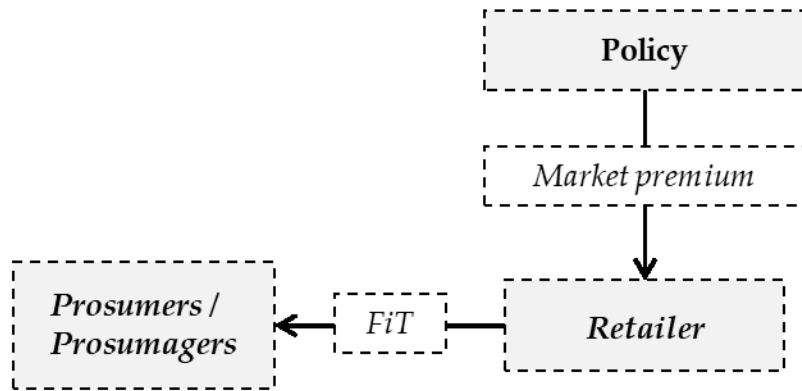 Policy
Market premium
Prosumers /
Prosumagers
FiT
Retailer